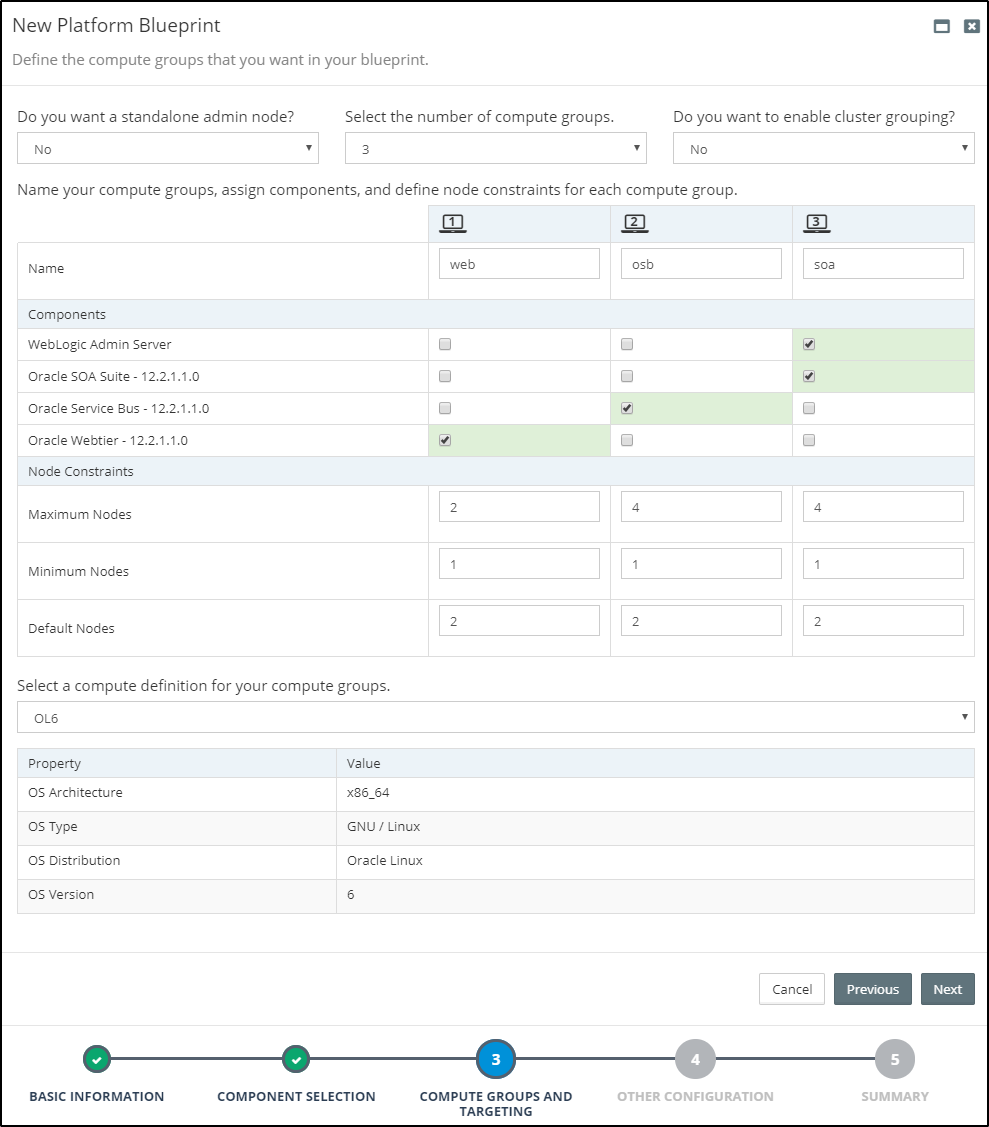 New Platform Blueprint
Define the compute groups that you want in your blueprint.
Do you want a standalone admin node? Select the number of compute groups. Do you want to enable cluster grouping?
No 3 No
Name your compute groups, assign components, and define node constraints for each compute group.
1 2 3
Name web osb soa
Components
WebLogic Admin Server
Oracle SOA Suite - 12.2.1.1.0
Oracle Service Bus - 12.2.1.1.0
Oracle Webtier - 12.2.1.1.0
Node Constraints
Maximum Nodes 2 4 4
Minimum Nodes 1 1 1
Default Nodes 2 2 2
Select a compute definition for your compute groups.
OL6
Property Value
OS Architecture x86_64
OS Type GNU / Linux
OS Distribution Oracle Linux
OS Version 6
Cancel Previous Next
3 4 5
BASIC INFORMATION COMPONENT SELECTION COMPUTE GROUPS AND OTHER CONFIGURATION SUMMARY
TARGETING